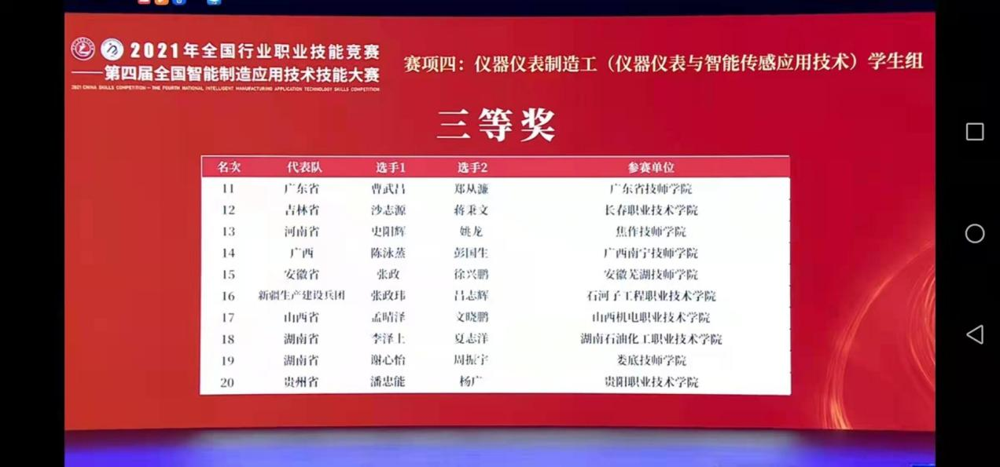 2021年全国行业职业技能竞赛
第四届全国智能制造应用技术技能大赛
2021 CHINA SKILLS COMPETITION—THE FOURTH NATIONAL INTELLIGENT MANUFACTURING APPLICATION TECHNOLOGY SKILLS COMPETITION
赛项四：仪器仪表制造工（仪器仪表与智能传感应用技术）学生组
三等奖
名次 代表队 选手1 选手2 参赛单位
11 广东省 曹武昌 郑从濂 广东省技师学院
12 吉林省 沙志源 蒋秉文 长春职业技术学院
13 河南省 史阳辉 姚龙 焦作技师学院
14 广西 陈泳蒸 彭国生 广西南宁技师学院
15 安徽省 张政 徐兴鹏 安徽芜湖技师学院
16 新疆生产建设兵团 张政玮 吕志辉 石河子工程职业技术学院
17 山西省 孟晴泽 文晓鹏 山西机电职业技术学院
18 湖南省 李泽上 夏志洋 湖南石油化工职业技术学院
19 湖南省 谢心怡 周振宇 娄底技师学院
20 贵州省 潘忠能 杨广 贵阳职业技术学院